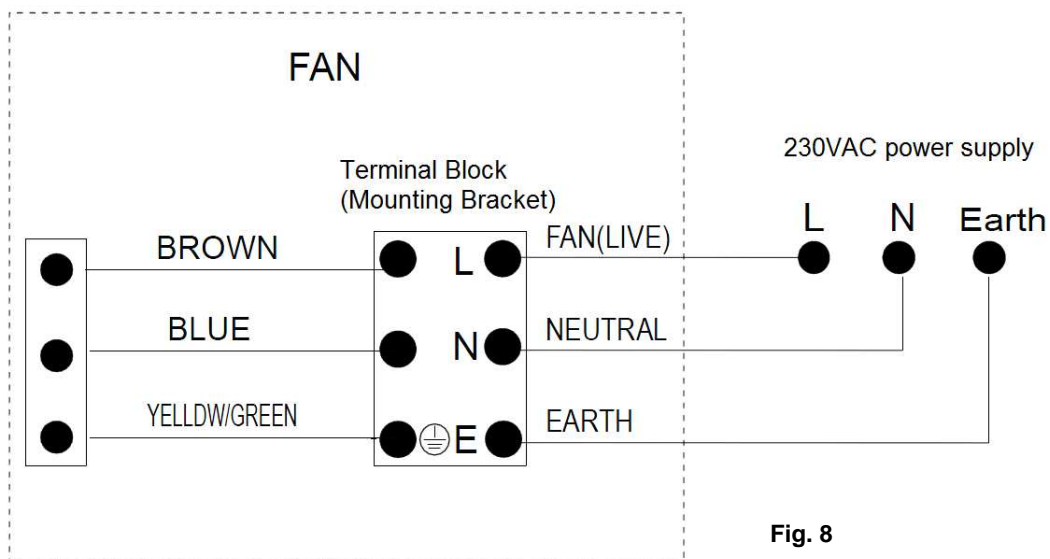 FAN
230VAC power supply
Terminal Block
(Mounting Bracket)
L N Earth
BROWN L FAN(LIVE)
BLUE N NEUTRAL
YELLDW/GREEN E EARTH
Fig. 8